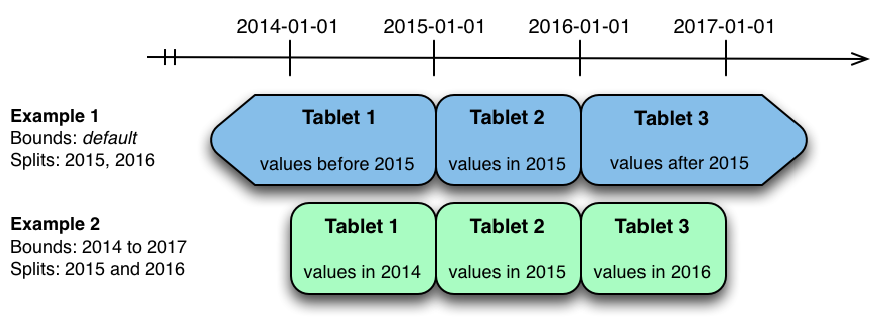 2014-01-01 2015-01-01 2016-01-01 2017-01-01
Example 1
Bounds: default
Splits: 2015, 2016
Tablet 1 Tablet 2 Tablet 3
values before 2015 values in 2015 values after 2015
Example 2
Bounds: 2014 to 2017
Splits: 2015 and 2016
Tablet 1 Tablet 2 Tablet 3
values in 2014 values in 2015 values in 2016